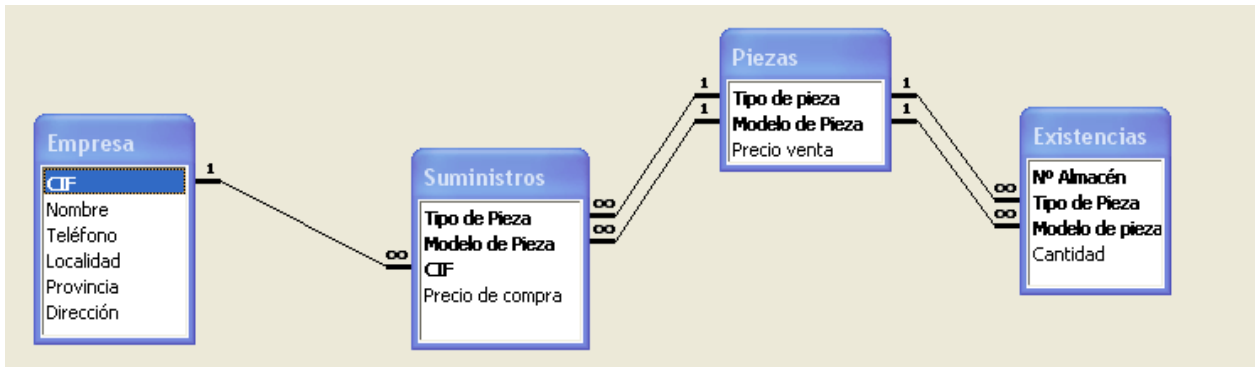 Empresa
CIF
Nombre
Teléfono
Localidad
Provincia
Dirección
1
∞
Suministros
Tipo de Pieza
Modelo de Pieza
CIF
Precio de compra
∞
∞
1
1
Piezas
Tipo de pieza
Modelo de Pieza
Precio venta
1
1
∞
∞
Existencias
Nº Almacén
Tipo de Pieza
Modelo de pieza
Cantidad